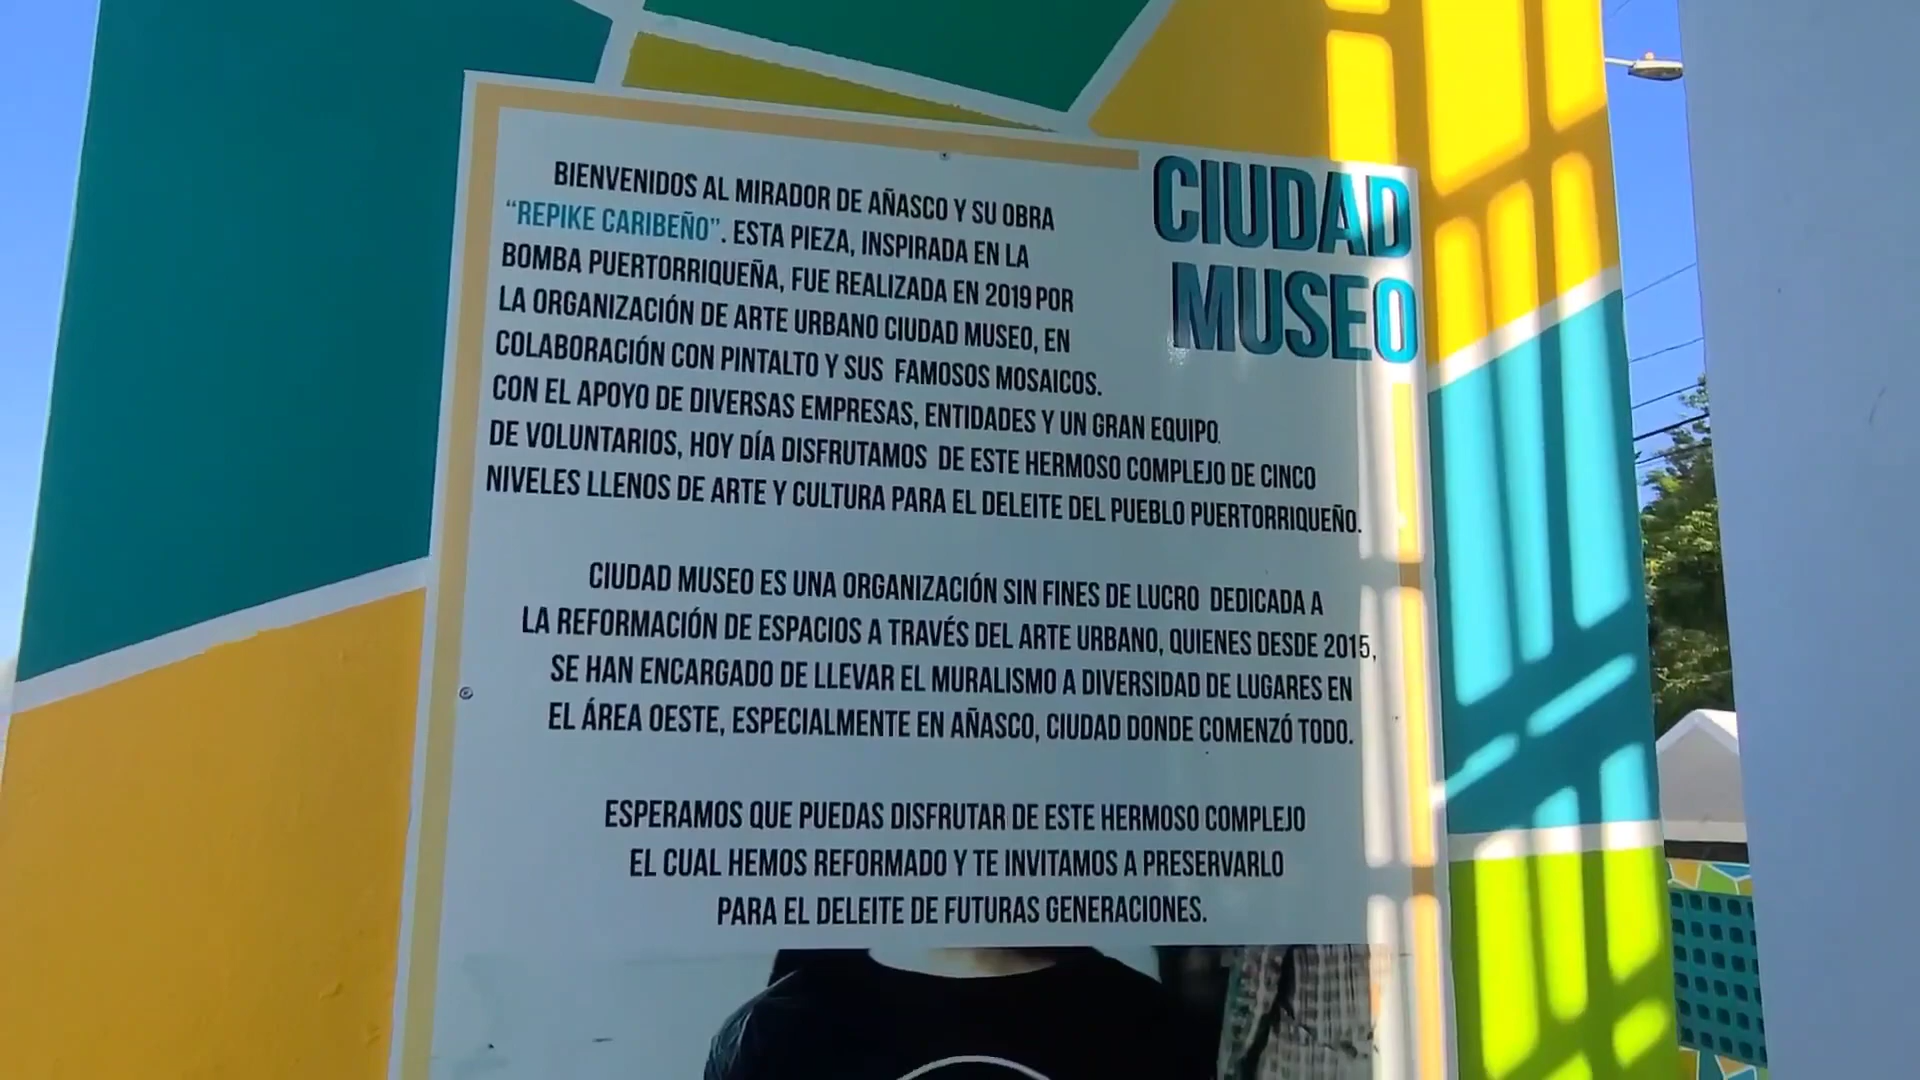 CIUDAD
MUSEO
BIENVENIDOS AL MIRADOR DE AÑASCO Y SU OBRA
“REPIKE CARIBEÑO”. ESTA PIEZA, INSPIRADA EN LA
BOMBA PUERTORRIQUEÑA, FUE REALIZADA EN 2019 POR
LA ORGANIZACIÓN DE ARTE URBANO CIUDAD MUSEO, EN
COLABORACIÓN CON PINTALTO Y SUS FAMOSOS MOSAICOS.
CON EL APOYO DE DIVERSAS EMPRESAS, ENTIDADES Y UN GRAN EQUIPO
DE VOLUNTARIOS, HOY DÍA DISFRUTAMOS DE ESTE HERMOSO COMPLEJO DE CINCO
NIVELES LLENOS DE ARTE Y CULTURA PARA EL DELEITE DEL PUEBLO PUERTORRIQUEÑO.
CIUDAD MUSEO ES UNA ORGANIZACIÓN SIN FINES DE LUCRO DEDICADA A
LA REFORMACIÓN DE ESPACIOS A TRAVÉS DEL ARTE URBANO, QUIENES DESDE 2015,
SE HAN ENCARGADO DE LLEVAR EL MURALISMO A DIVERSIDAD DE LUGARES EN
EL ÁREA OESTE, ESPECIALMENTE EN AÑASCO, CIUDAD DONDE COMENZÓ TODO.
ESPERAMOS QUE PUEDAS DISFRUTAR DE ESTE HERMOSO COMPLEJO
EL CUAL HEMOS REFORMADO Y TE INVITAMOS A PRESERVARLO
PARA EL DELEITE DE FUTURAS GENERACIONES.